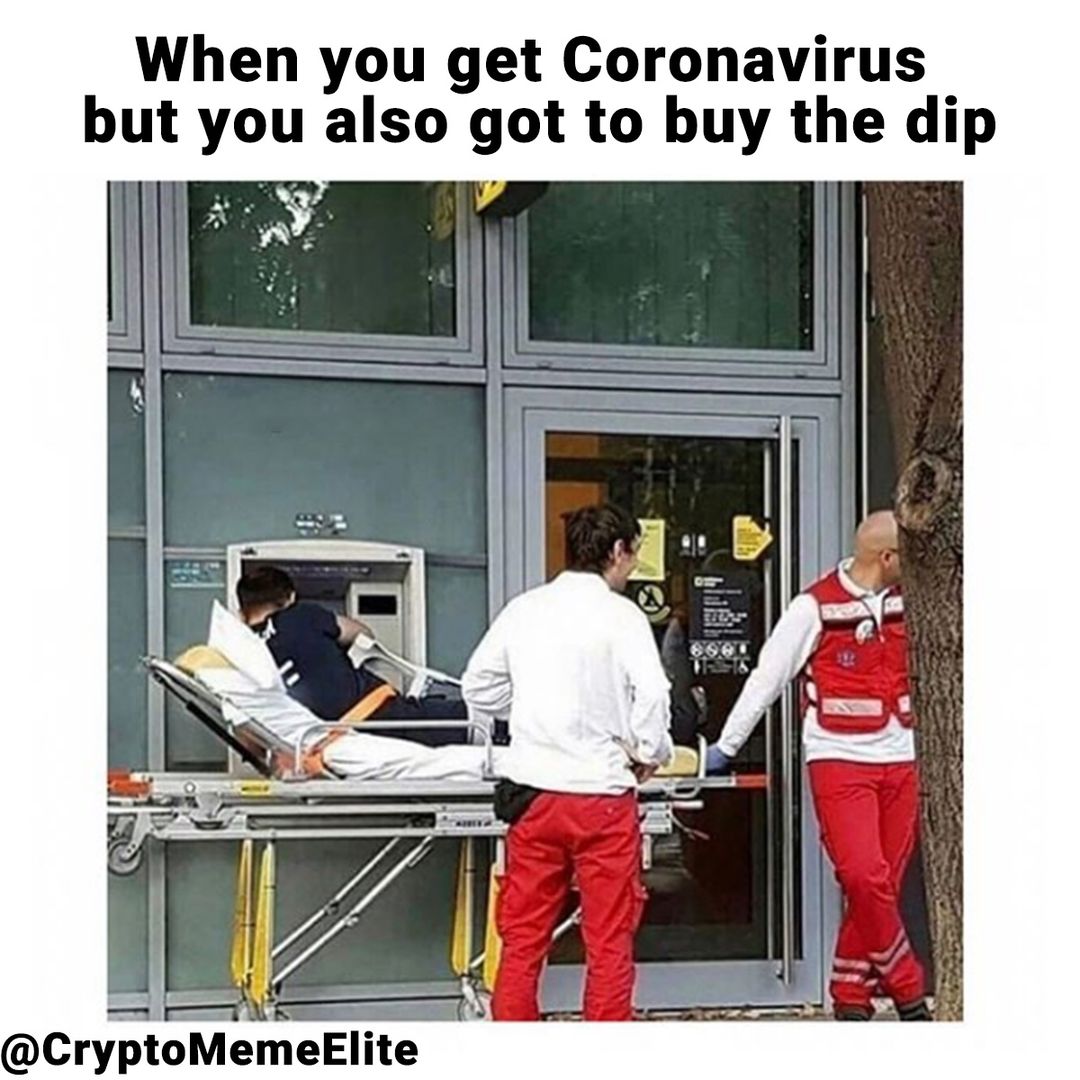 When you get Coronavirus
but you also got to buy the dip
@CryptoMemeElite